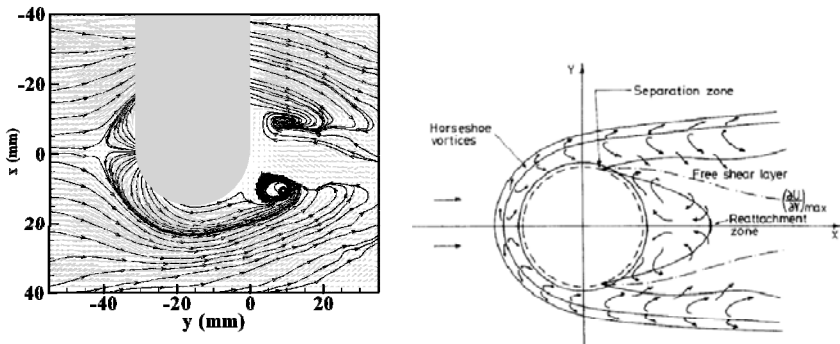 -40
-20
0
20
40
x (mm)
-40
-20
0
20
y (mm)
Y
Separation zone
Horseshoe
vortices
Free shear layer
(∂U/∂Y)max
Reattachment
zone
X